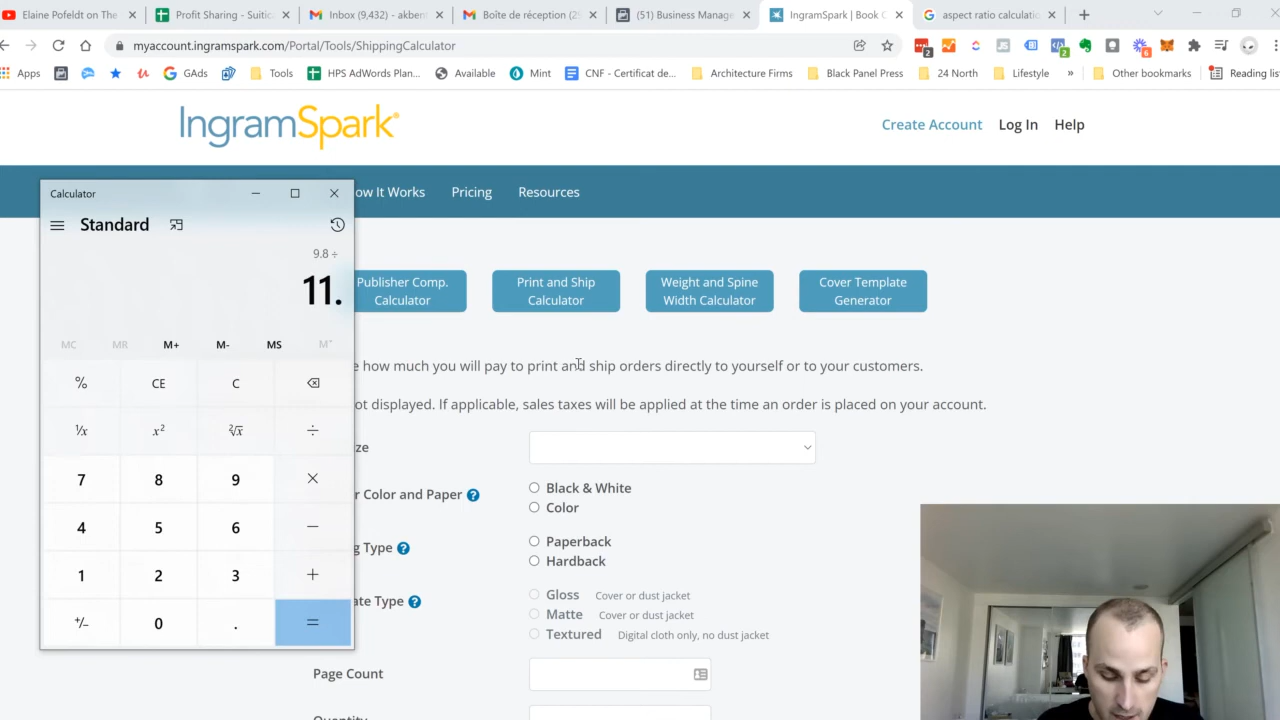 Elaine Pofeldt on The
Profit Sharing - Suitic
Inbox (9,432) - akben
Boîte de réception (29
(51) Business Manage
IngramSpark | Book C
aspect ratio calculatio
myaccount.ingramspark.com/Portal/Tools/ShippingCalculator
Apps
GAds
Tools
HPS AdWords Plan...
Available
Mint
CNF - Certificat de...
Architecture Firms
Black Panel Press
24 North
Lifestyle
»
Other bookmarks
Reading list
IngramSpark®
Create Account
Log In
Help
ow It Works
Pricing
Resources
Calculator
Standard
9.8 ÷
11.
MC MR M+ M- MS M˅
% CE C
¹/x x² ²√x ÷
7 8 9 ×
4 5 6 −
1 2 3 +
+/− 0 . =
Publisher Comp.
Calculator
Print and Ship
Calculator
Weight and Spine
Width Calculator
Cover Template
Generator
e how much you will pay to print and ship orders directly to yourself or to your customers.
ot displayed. If applicable, sales taxes will be applied at the time an order is placed on your account.
ze
r Color and Paper
Black & White
Color
g Type
Paperback
Hardback
ate Type
Gloss Cover or dust jacket
Matte Cover or dust jacket
Textured Digital cloth only, no dust jacket
Page Count
Quantity